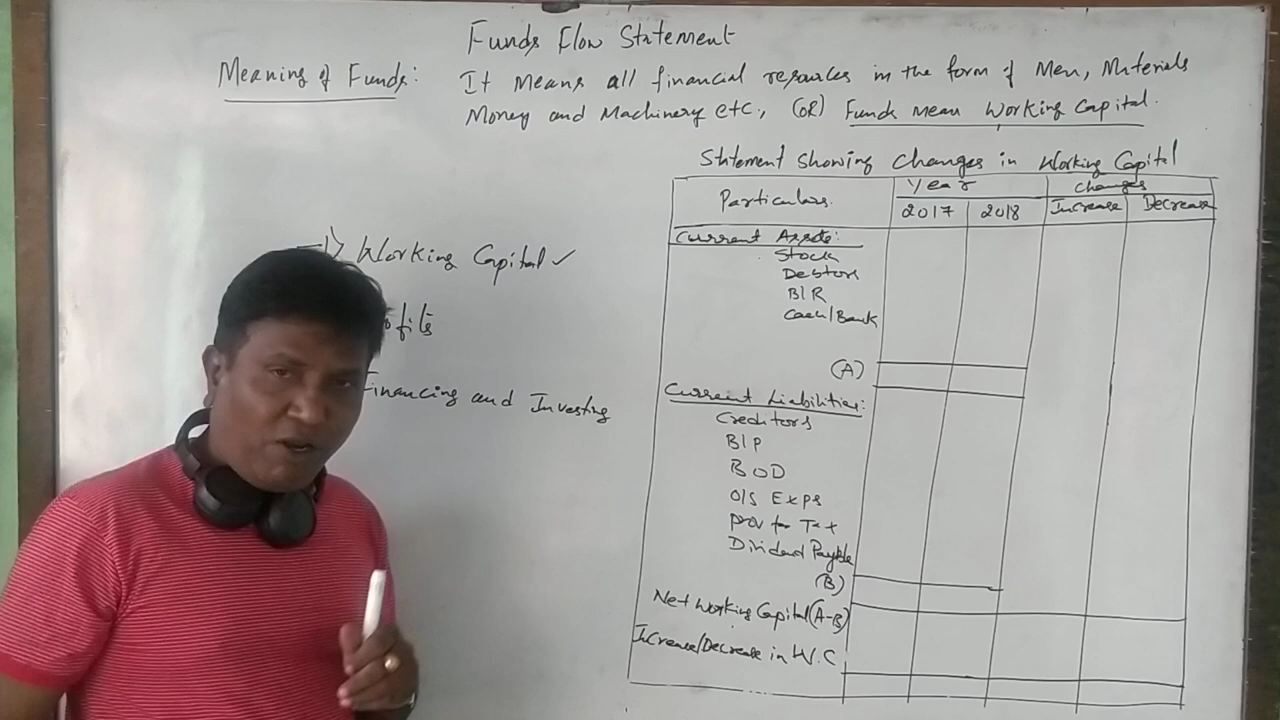 Funds Flow Statement
Meaning of Funds: It Means all financial resources in the form of Men, Materials
Money and Machinery etc., (OR) Funds mean Working Capital.
Statement showing changes in Working Capital
Particulars. Year Changes
2017 2018 Increase Decrease
Current Assets:
Stock
Debtors
B/R
Cash/Bank
(A)
Current Liabilities:
Creditors
B/P
BOD
O/S Exps
Prov for Tax
Dividend Payable
(B)
Net Working Capital (A-B)
Increase/Decrease in W.C
Working Capital ✓
fits
Financing and Investing